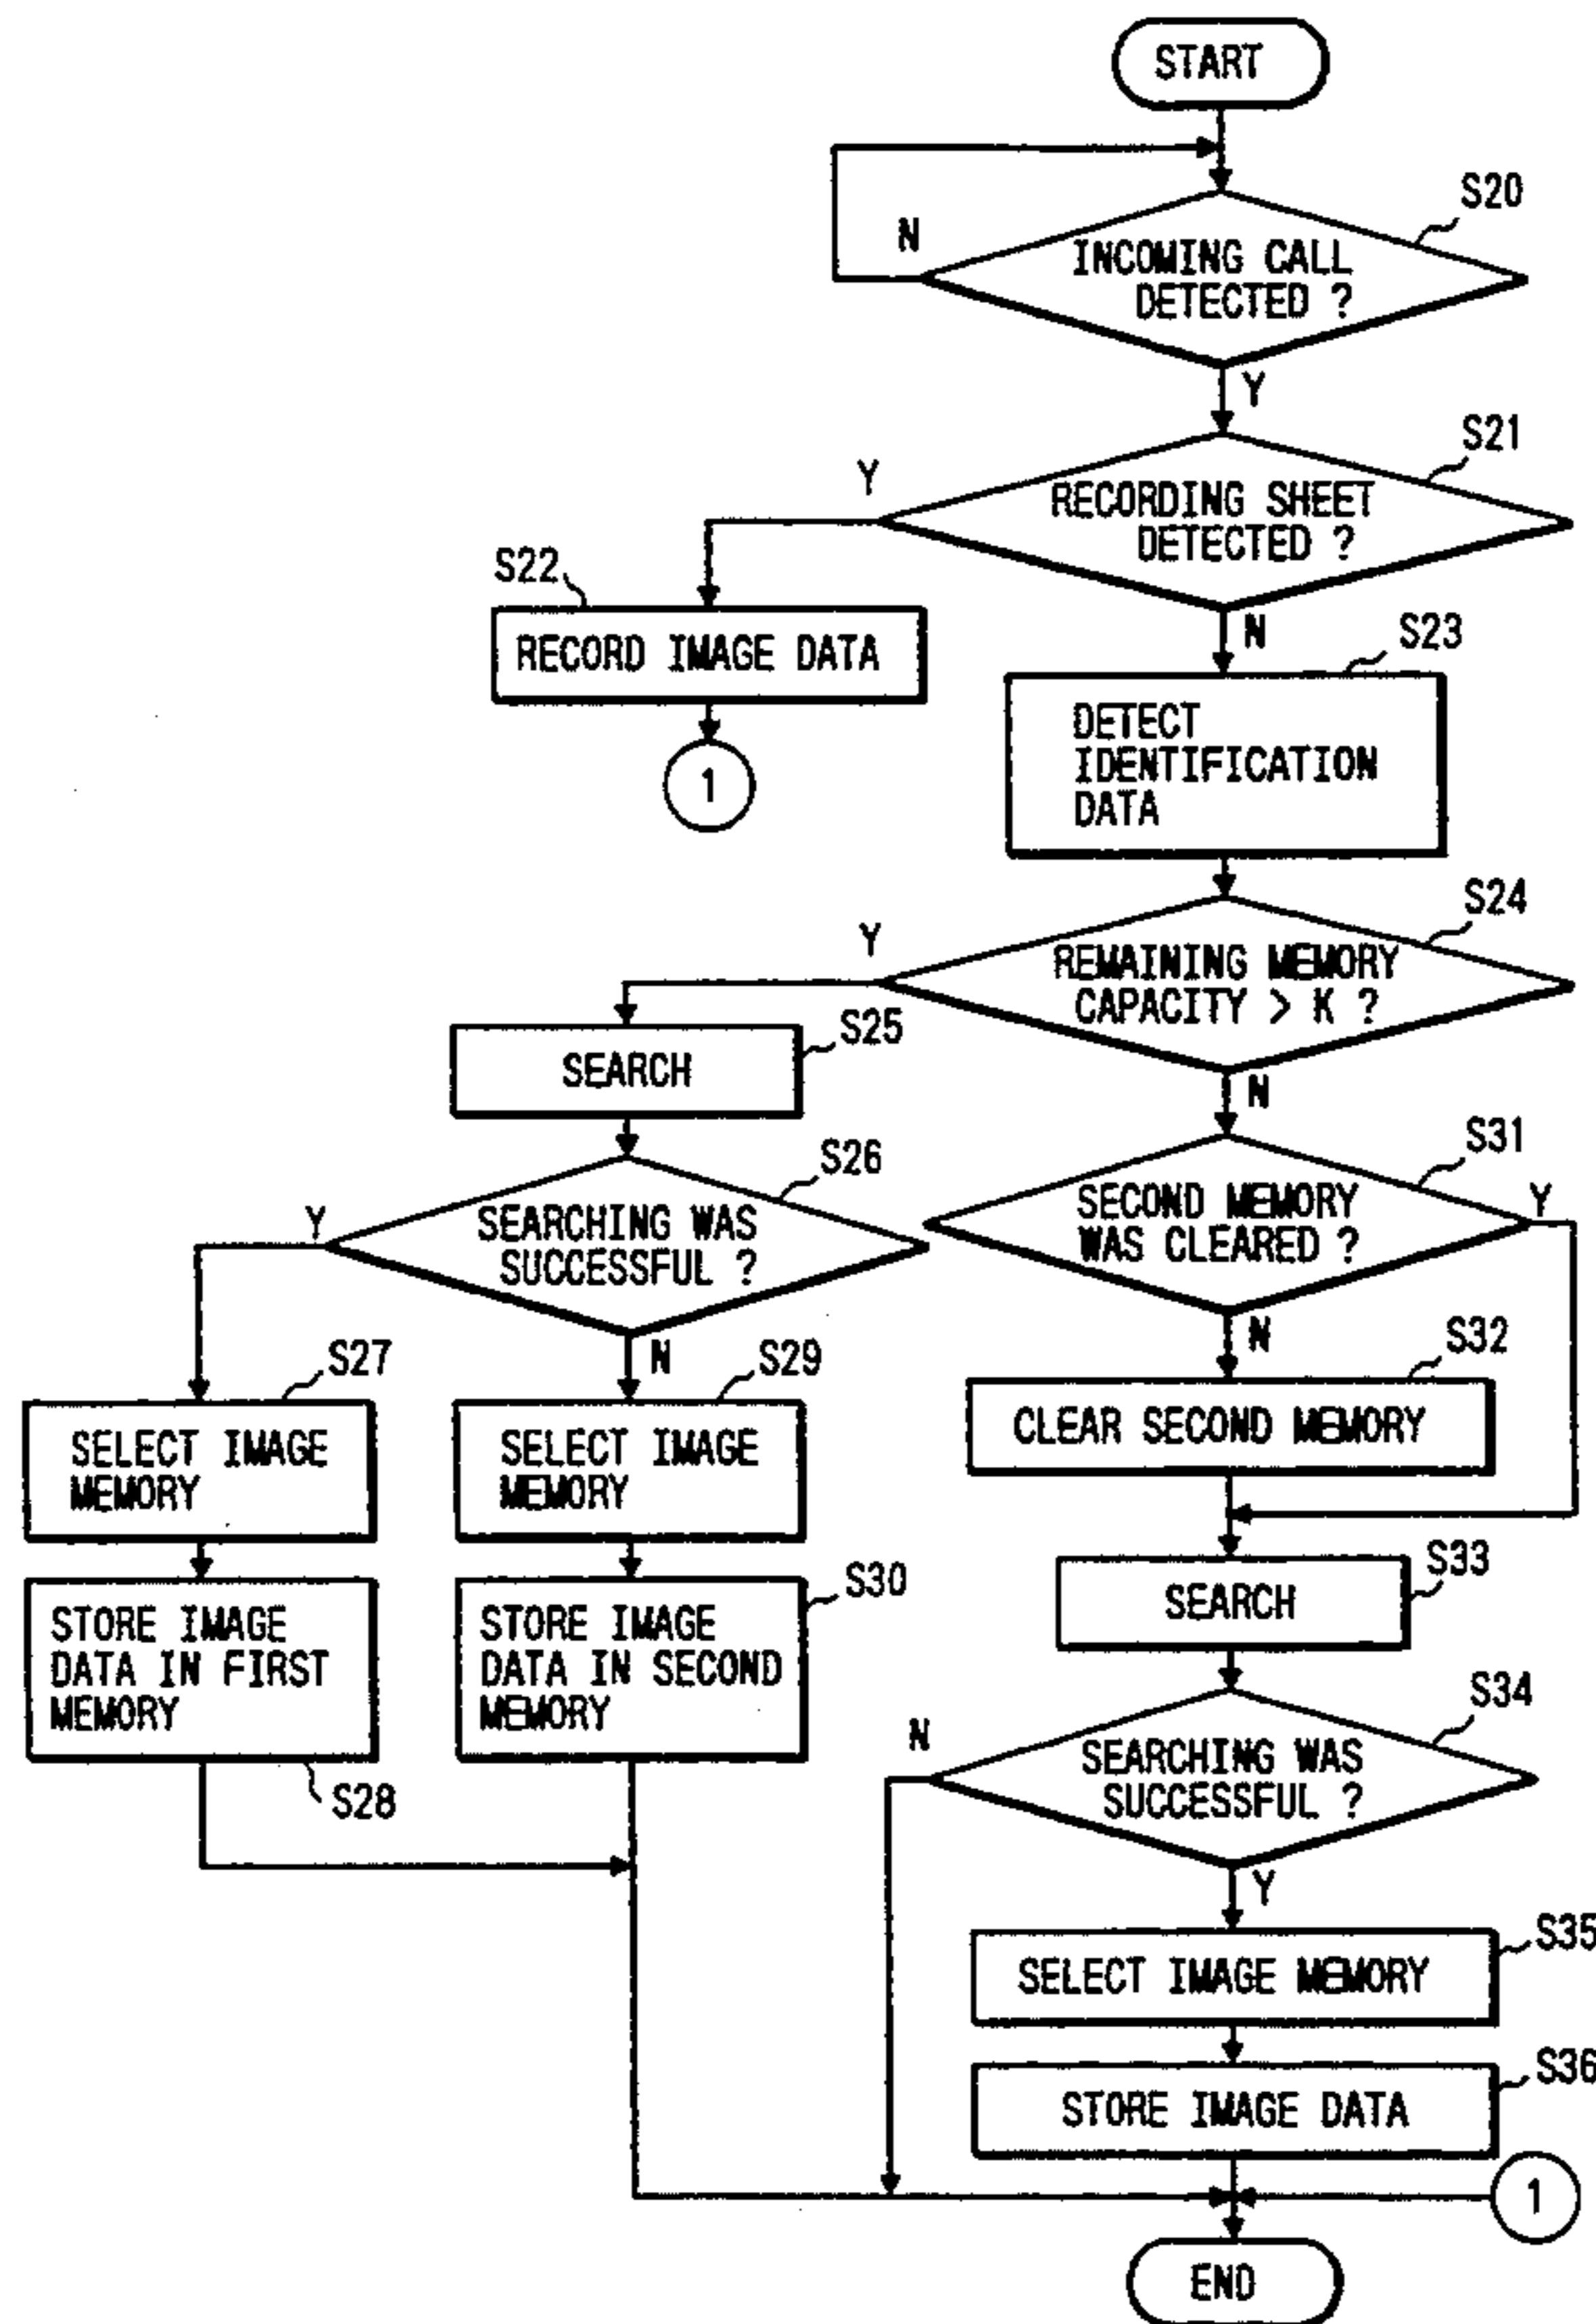 START
S20
N
INCOMING CALL
DETECTED ?
Y
S21
Y
RECORDING SHEET
DETECTED ?
S22
RECORD IMAGE DATA
N
S23
DETECT
IDENTIFICATION
DATA
1
S24
Y
REMAINING MEMORY
CAPACITY > K ?
S25
SEARCH
N
S26
Y
SEARCHING WAS
SUCCESSFUL ?
S31
SECOND MEMORY
WAS CLEARED ?
Y
S27
N
S29
N
S32
SELECT IMAGE
MEMORY
SELECT IMAGE
MEMORY
CLEAR SECOND MEMORY
S33
SEARCH
STORE IMAGE
DATA IN FIRST
MEMORY
S28
STORE IMAGE
DATA IN SECOND
MEMORY
S30
S34
N
SEARCHING WAS
SUCCESSFUL ?
Y
S35
SELECT IMAGE MEMORY
S36
STORE IMAGE DATA
1
END